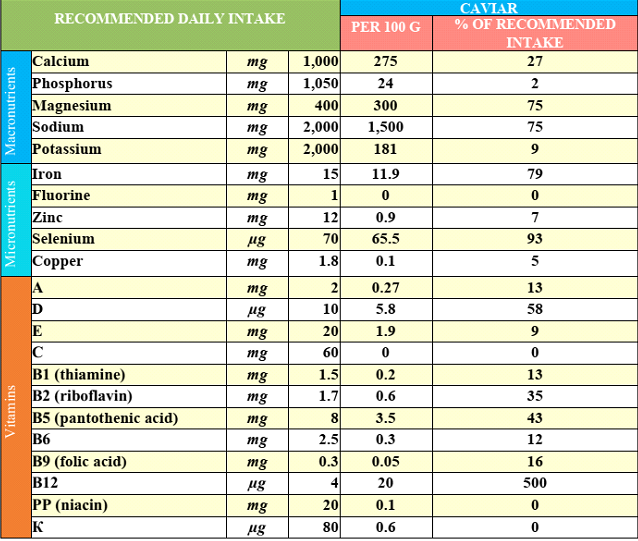 RECOMMENDED DAILY INTAKE CAVIAR
PER 100 G % OF RECOMMENDED
INTAKE
Macronutrients
Calcium mg 1,000 275 27
Phosphorus mg 1,050 24 2
Magnesium mg 400 300 75
Sodium mg 2,000 1,500 75
Potassium mg 2,000 181 9
Micronutrients
Iron mg 15 11.9 79
Fluorine mg 1 0 0
Zinc mg 12 0.9 7
Selenium µg 70 65.5 93
Copper mg 1.8 0.1 5
Vitamins
A mg 2 0.27 13
D µg 10 5.8 58
E mg 20 1.9 9
C mg 60 0 0
B1 (thiamine) mg 1.5 0.2 13
B2 (riboflavin) mg 1.7 0.6 35
B5 (pantothenic acid) mg 8 3.5 43
B6 mg 2.5 0.3 12
B9 (folic acid) mg 0.3 0.05 16
B12 µg 4 20 500
PP (niacin) mg 20 0.1 0
K µg 80 0.6 0